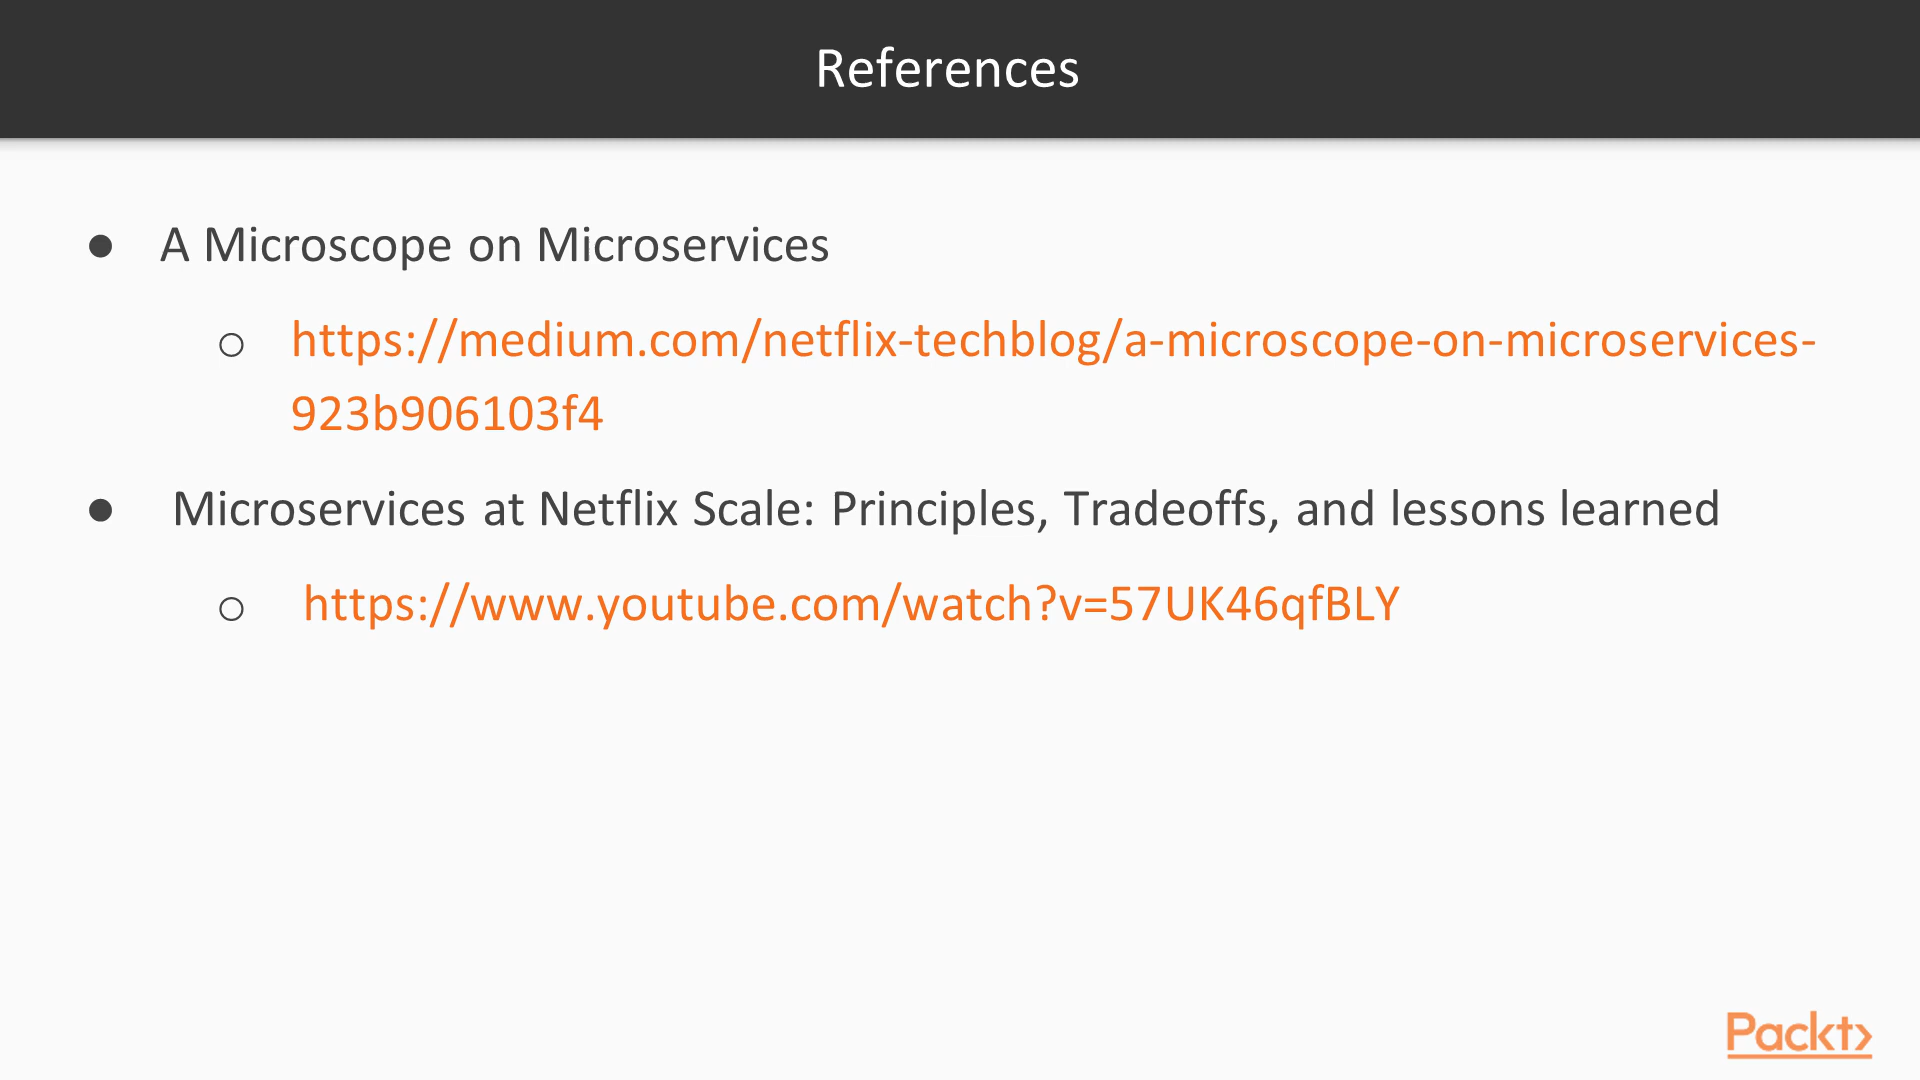 References
● A Microscope on Microservices
○ https://medium.com/netflix-techblog/a-microscope-on-microservices-
923b906103f4
● Microservices at Netflix Scale: Principles, Tradeoffs, and lessons learned
○ https://www.youtube.com/watch?v=57UK46qfBLY
Packt>